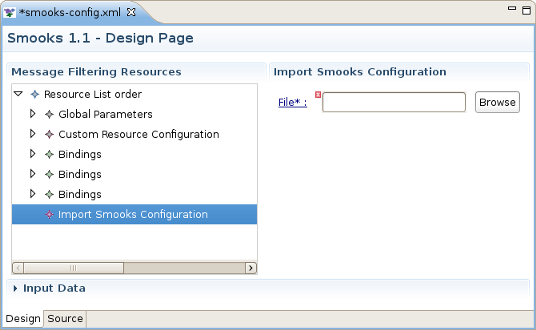 *smooks-config.xml
Smooks 1.1 - Design Page
Message Filtering Resources
Resource List order
Global Parameters
Custom Resource Configuration
Bindings
Bindings
Bindings
Import Smooks Configuration
Import Smooks Configuration
File* :
Browse
Input Data
Design
Source